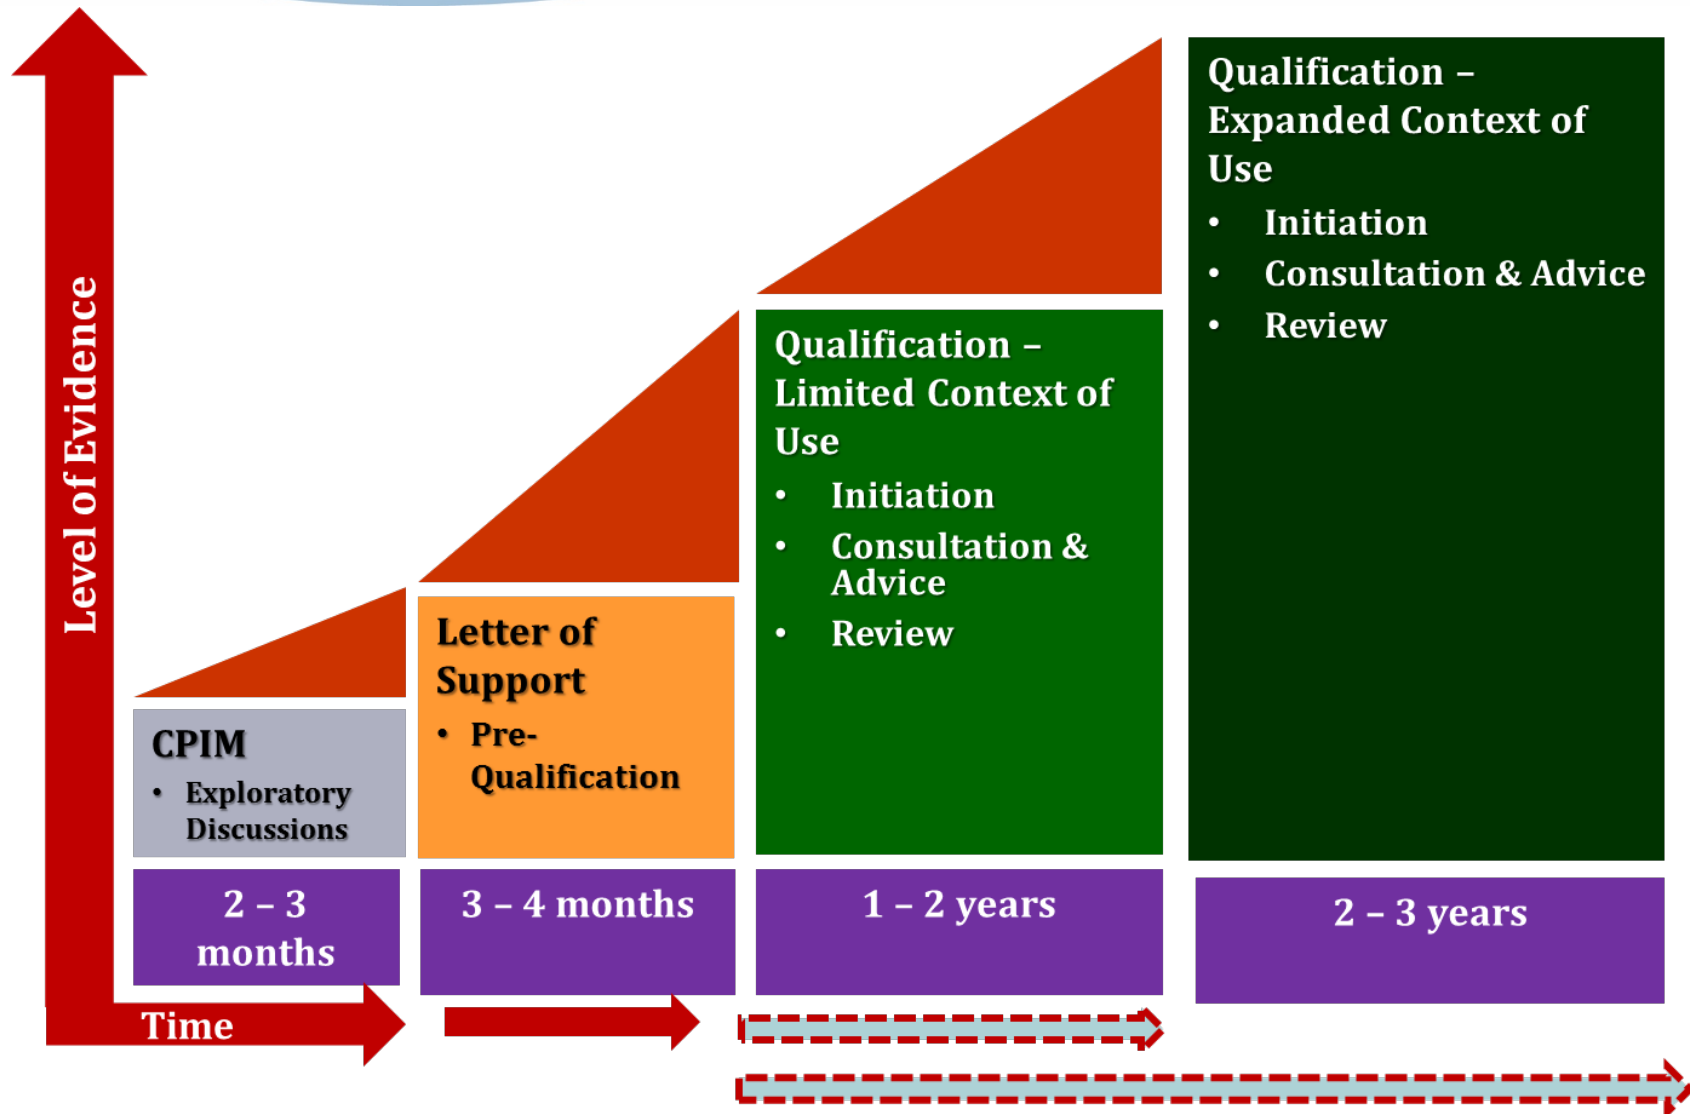 Level of Evidence
CPIM
• Exploratory
Discussions
Letter of
Support
• Pre-
Qualification
Qualification –
Limited Context of
Use
• Initiation
• Consultation &
Advice
• Review
Qualification –
Expanded Context of
Use
• Initiation
• Consultation & Advice
• Review
2 – 3
months
3 – 4 months
1 – 2 years
2 – 3 years
Time